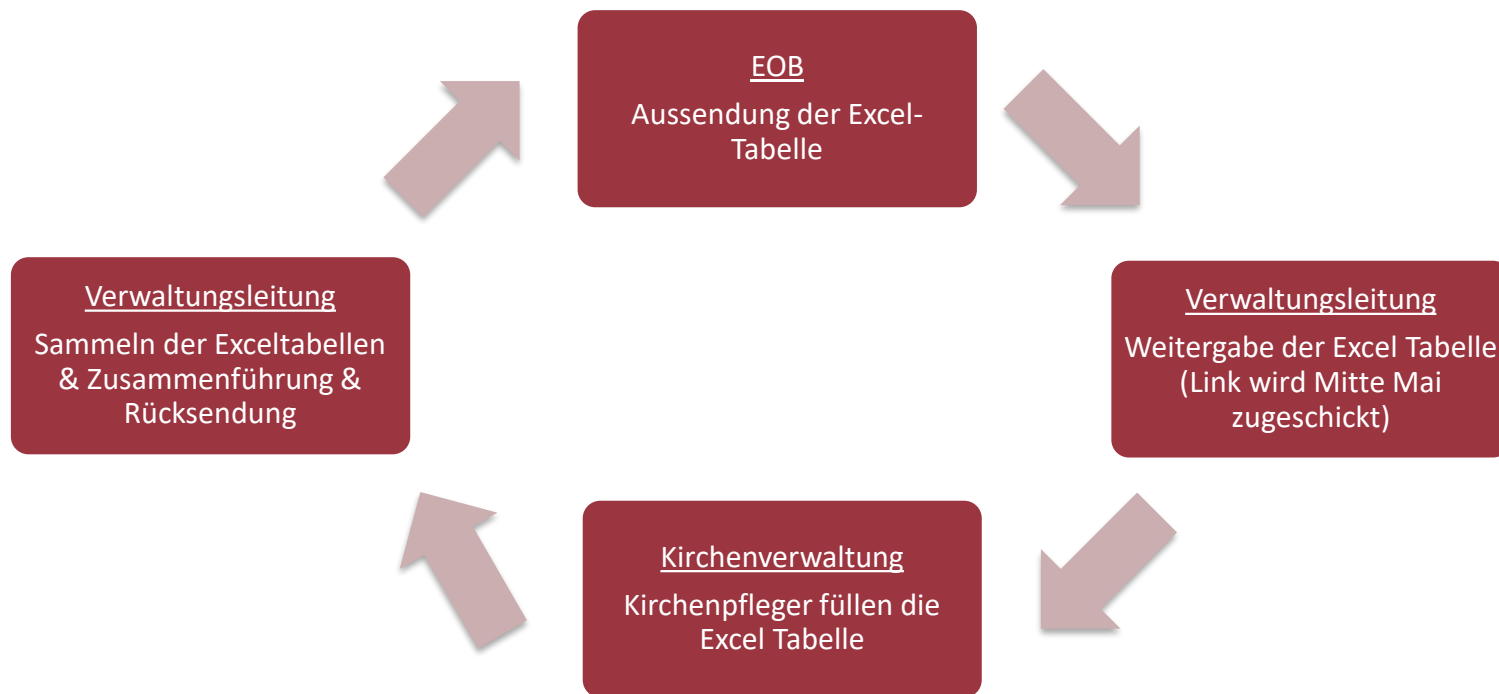 EOB
Aussendung der Excel-
Tabelle
Verwaltungsleitung
Weitergabe der Excel Tabelle
(Link wird Mitte Mai
zugeschickt)
Kirchenverwaltung
Kirchenpfleger füllen die
Excel Tabelle
Verwaltungsleitung
Sammeln der Exceltabellen
& Zusammenführung &
Rücksendung